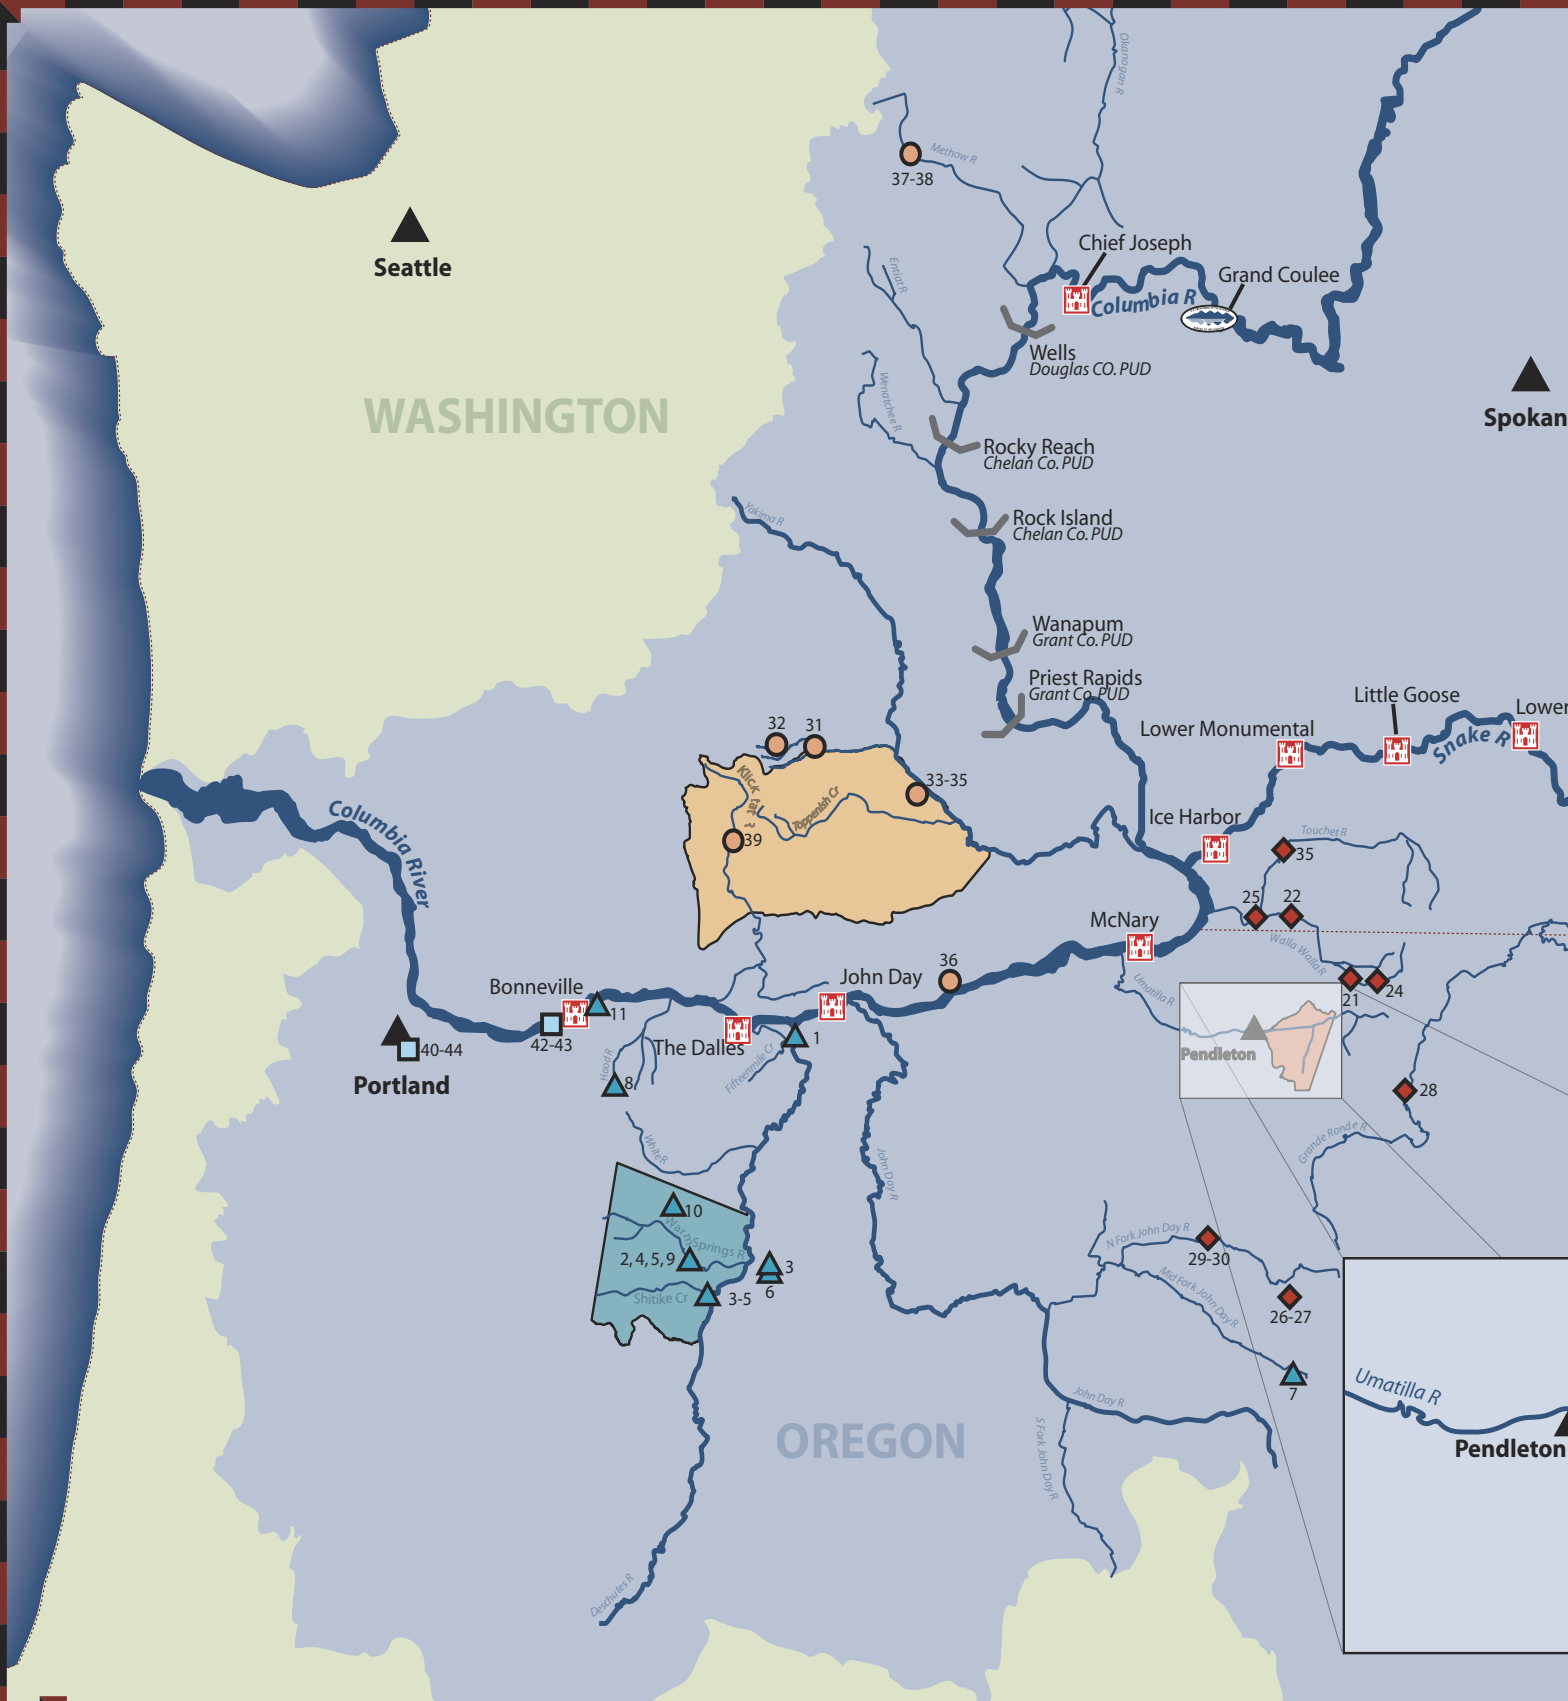 Okanogan R
Methow R
37-38
Chief Joseph
Seattle
Grand Coulee
Entiat R
Columbia R
Wells
Douglas CO. PUD
Wenatchee R
WASHINGTON
Spokan
Rocky Reach
Chelan Co. PUD
Yakima R
Rock Island
Chelan Co. PUD
Wanapum
Grant Co. PUD
Priest Rapids
Grant Co. PUD
Little Goose
Lower
32
31
Lower Monumental
Snake R
Klick
tat
33-35
Toppenish Cr
Columbia River
Ice Harbor
39
Touchet R
35
25
22
McNary
Walla Walla R
36
John Day
Bonneville
Umatilla R
21
24
11
42-43
The Dalles
1
40-44
Pendleton
Fifteenmile Cr
Hood R
8
Portland
28
White R
Grande Ronde R
John Day R
10
Warm Springs R
N Fork John Day R
2, 4, 5, 9
3
29-30
6
Shitike Cr
3-5
Mid Fork John Day R
26-27
7
Umatilla R
John Day R
OREGON
S Fork John Day R
Pendleton
Deschutes R